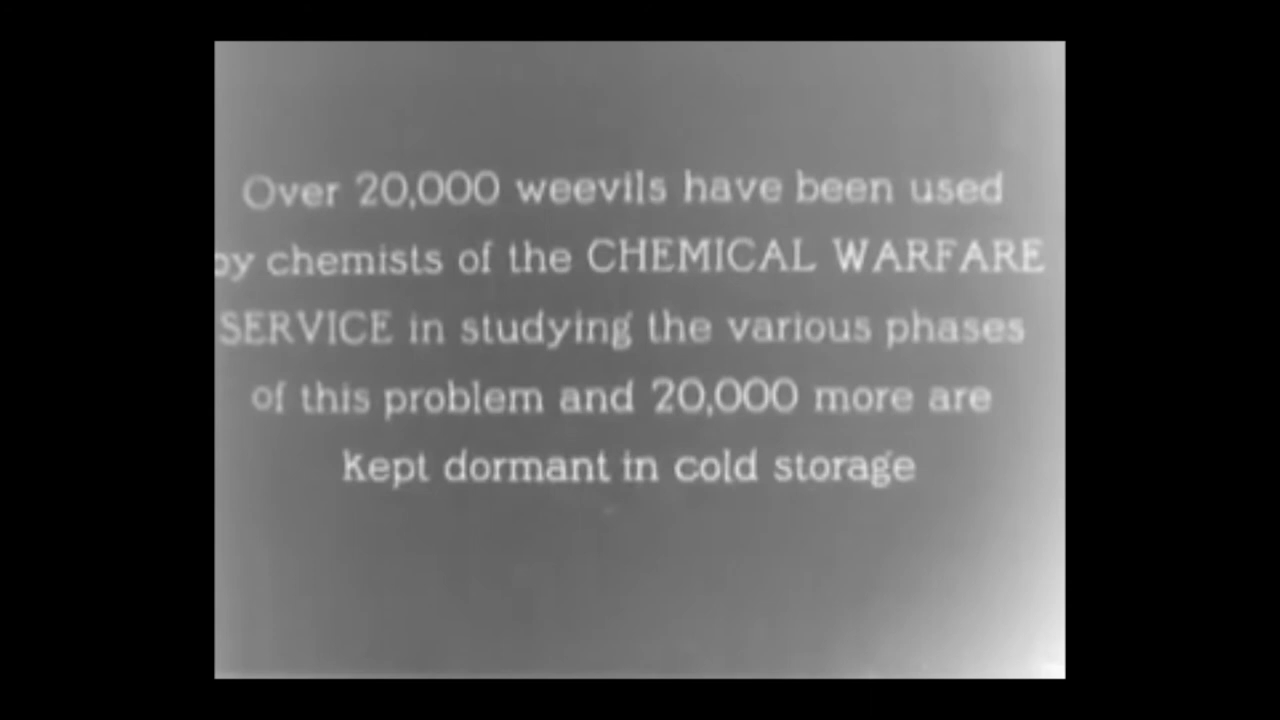 Over 20,000 weevils have been used
by chemists of the CHEMICAL WARFARE
SERVICE in studying the various phases
of this problem and 20,000 more are
kept dormant in cold storage